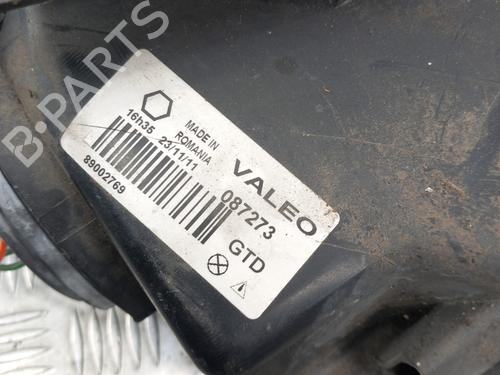 B-PARTS
MADE IN
ROMANIA
16h35 23/11/11
89002769
VALEO
087273
GTD